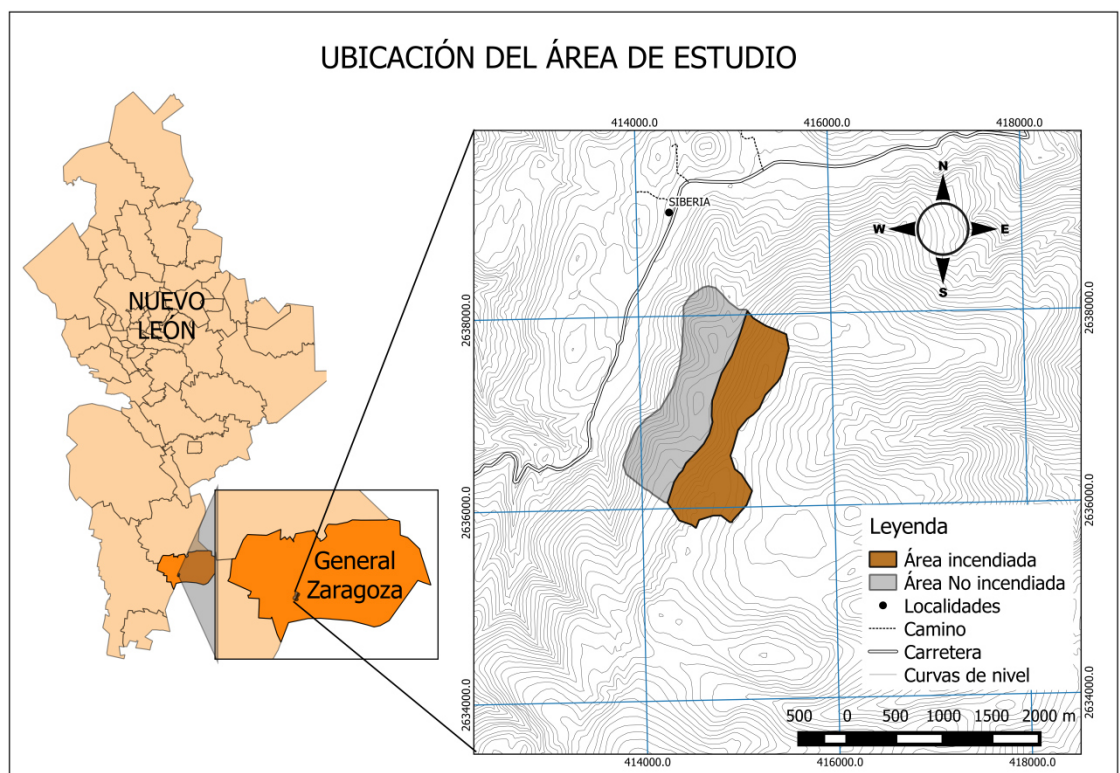 UBICACIÓN DEL ÁREA DE ESTUDIO
NUEVO
LEÓN
General
Zaragoza
414000.0
416000.0
418000.0
SIBERIA
N
W
E
S
2638000.0
2638000.0
2636000.0
2636000.0
2634000.0
2634000.0
Leyenda
Área incendiada
Área No incendiada
Localidades
Camino
Carretera
Curvas de nivel
500 0 500 1000 1500 2000 m
414000.0
416000.0
418000.0